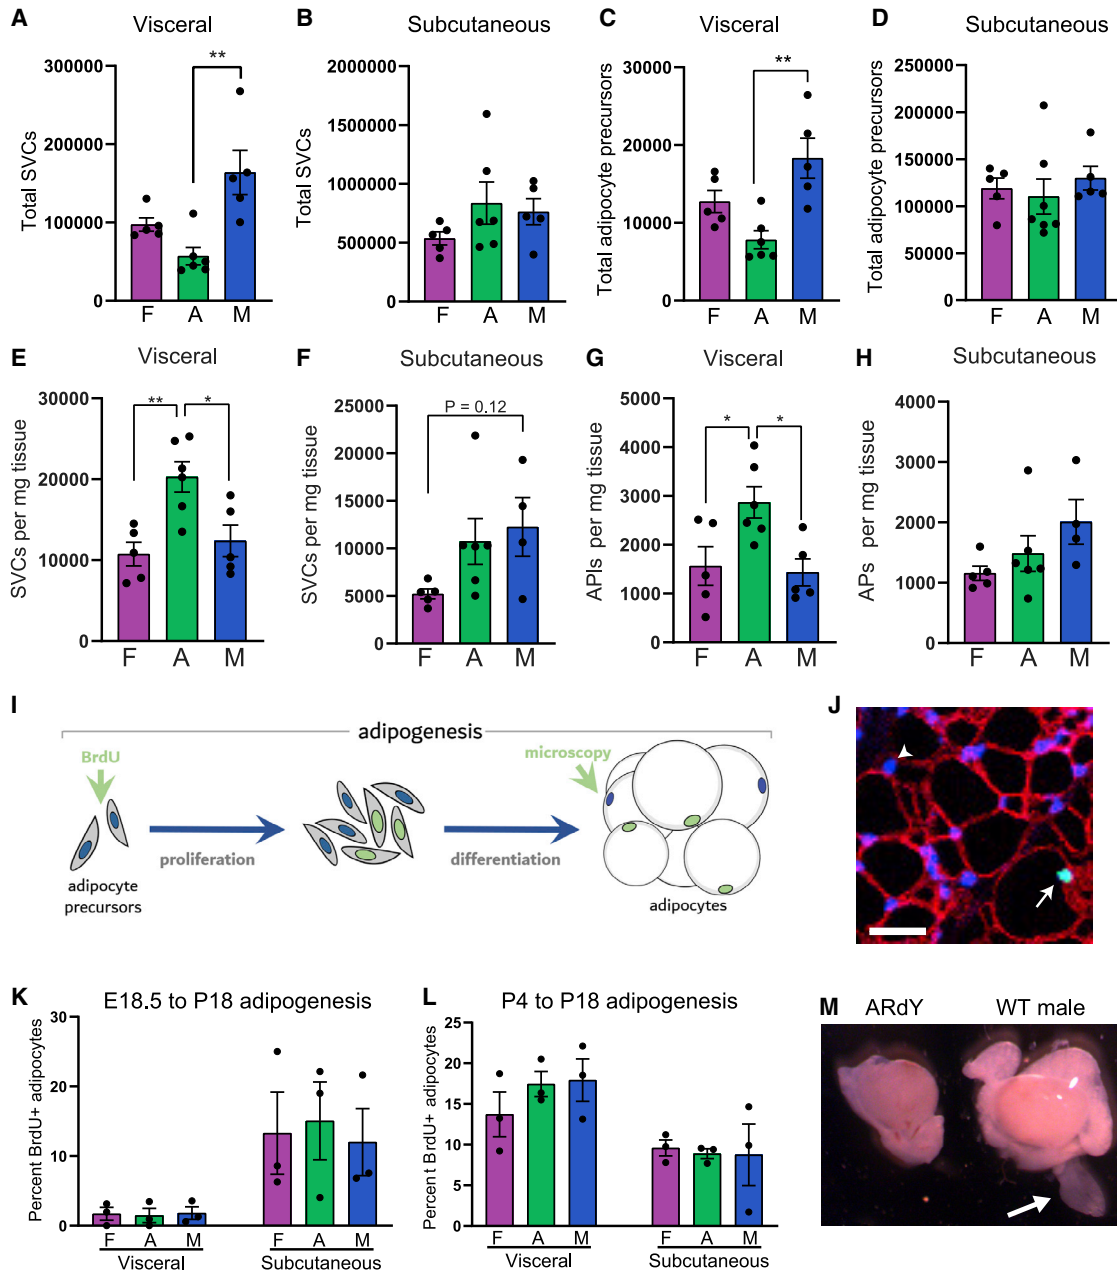 A
Visceral
Total SVCs
300000
200000
100000
0
**
F A M
B
Subcutaneous
Total SVCs
2000000
1500000
1000000
500000
0
F A M
C
Visceral
Total adipocyte precursors
30000
20000
10000
0
**
F A M
D
Subcutaneous
Total adipocyte precursors
250000
200000
150000
100000
50000
0
F A M
E
Visceral
SVCs per mg tissue
30000
20000
10000
0
** *
F A M
F
Subcutaneous
SVCs per mg tissue
25000
20000
15000
10000
5000
0
P = 0.12
F A M
G
Visceral
APIs per mg tissue
5000
4000
3000
2000
1000
0
* *
F A M
H
Subcutaneous
APs per mg tissue
4000
3000
2000
1000
0
F A M
I
adipogenesis
BrdU
microscopy
proliferation
differentiation
adipocyte
precursors
adipocytes
J
K
E18.5 to P18 adipogenesis
Percent BrdU+ adipocytes
30
20
10
0
F A M F A M
Visceral Subcutaneous
L
P4 to P18 adipogenesis
Percent BrdU+ adipocytes
25
20
15
10
5
0
F A M F A M
Visceral Subcutaneous
M
ARdY WT male